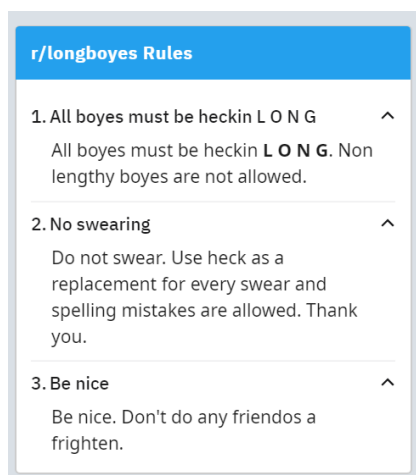 r/longboyes Rules
1. All boyes must be heckin L O N G
All boyes must be heckin L O N G. Non
lengthy boyes are not allowed.
2. No swearing
Do not swear. Use heck as a
replacement for every swear and
spelling mistakes are allowed. Thank
you.
3. Be nice
Be nice. Don't do any friendos a
frighten.